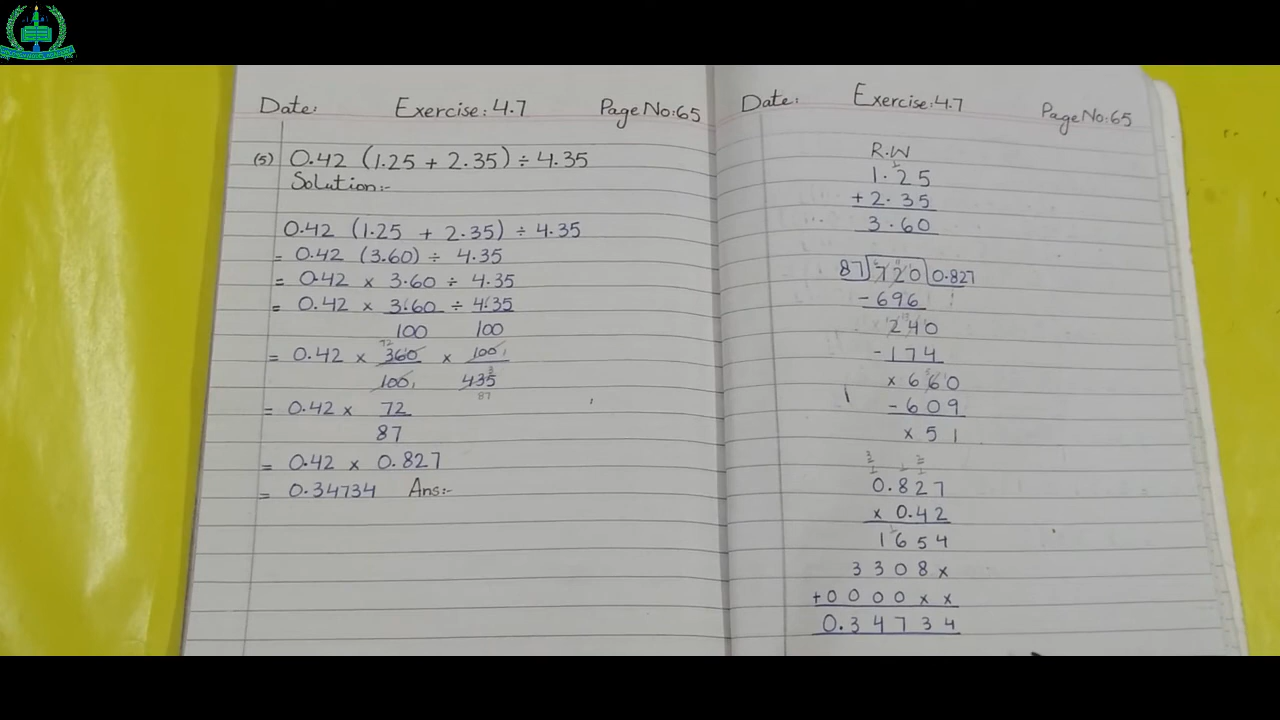 Date: Exercise: 4.7 Page No: 65
(5) 0.42 (1.25 + 2.35) ÷ 4.35
Solution:-
0.42 (1.25 + 2.35) ÷ 4.35
= 0.42 (3.60) ÷ 4.35
= 0.42 × 3.60 ÷ 4.35
= 0.42 × 3.60 ÷ 4.35
100 100
= 0.42 × 360 × 100
100 435
= 0.42 × 72
87
= 0.42 × 0.827
= 0.34734 Ans:-
Date: Exercise: 4.7 Page No: 65
R.W
1.25
+ 2.35
3.60
87 720 0.827
- 696
240
- 174
× 660
- 609
× 51
0.827
× 0.42
1654
3308×
+0000××
0.34734